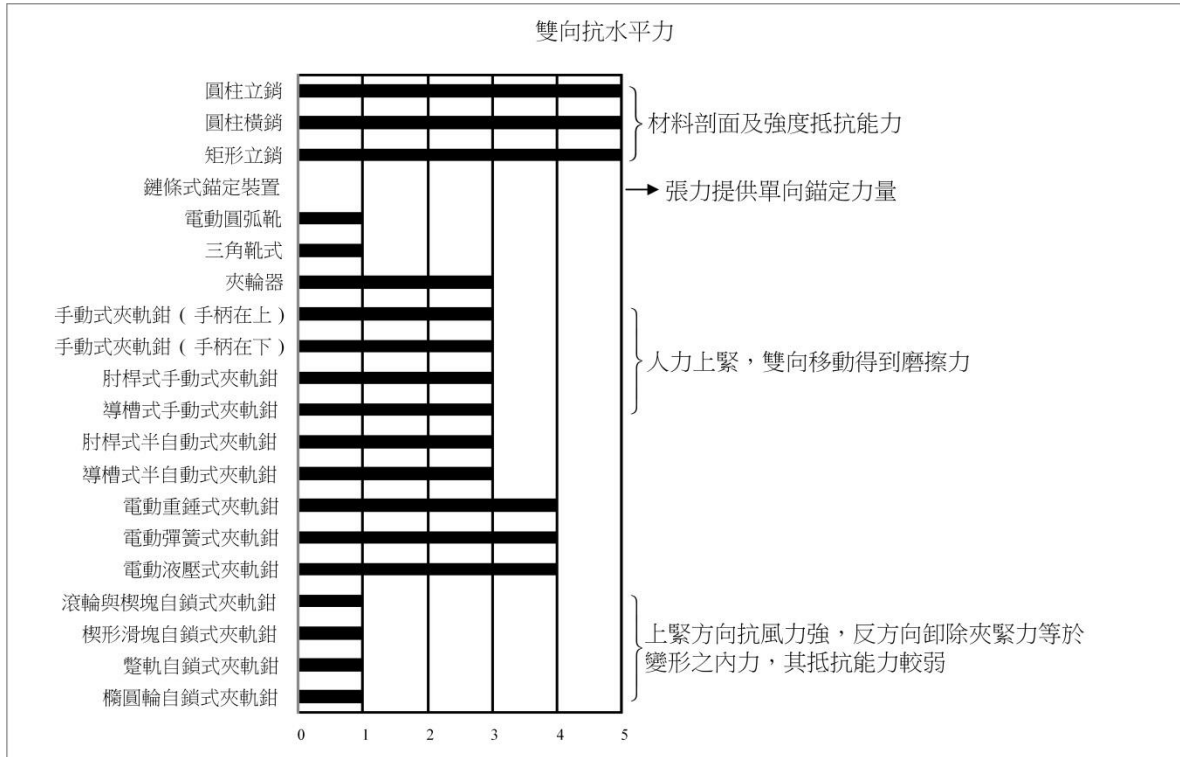 雙向抗水平力
圓柱立銷
圓柱橫銷
矩形立銷
材料剖面及強度抵抗能力
鏈條式錨定裝置
張力提供單向錨定力量
電動圓弧靴
三角靴式
夾輪器
手動式夾軌鉗 ( 手柄在上 )
手動式夾軌鉗 ( 手柄在下 )
肘桿式手動式夾軌鉗
導槽式手動式夾軌鉗
人力上緊，雙向移動得到磨擦力
肘桿式半自動式夾軌鉗
導槽式半自動式夾軌鉗
電動重錘式夾軌鉗
電動彈簧式夾軌鉗
電動液壓式夾軌鉗
滾輪與楔塊自鎖式夾軌鉗
楔形滑塊自鎖式夾軌鉗
蹩軌自鎖式夾軌鉗
橢圓輪自鎖式夾軌鉗
上緊方向抗風力強，反方向卸除夾緊力等於
變形之內力，其抵抗能力較弱
0 1 2 3 4 5